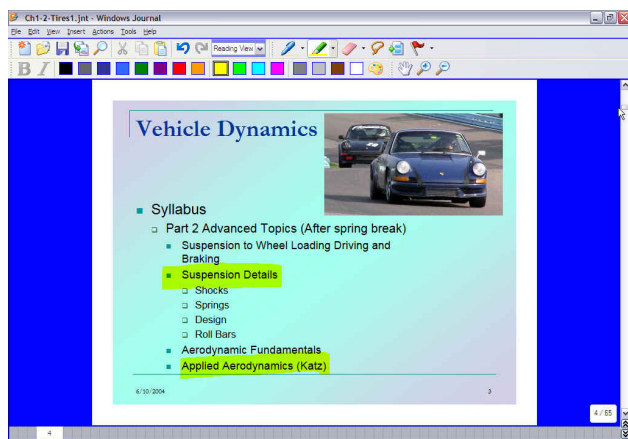 Ch1-2-Tires1.jnt - Windows Journal
File Edit View Insert Actions Tools Help
Reading View
B I
Vehicle Dynamics
Syllabus
Part 2 Advanced Topics (After spring break)
Suspension to Wheel Loading Driving and
Braking
Suspension Details
Shocks
Springs
Design
Roll Bars
Aerodynamic Fundamentals
Applied Aerodynamics (Katz)
6/10/2004 3
4 / 65
4